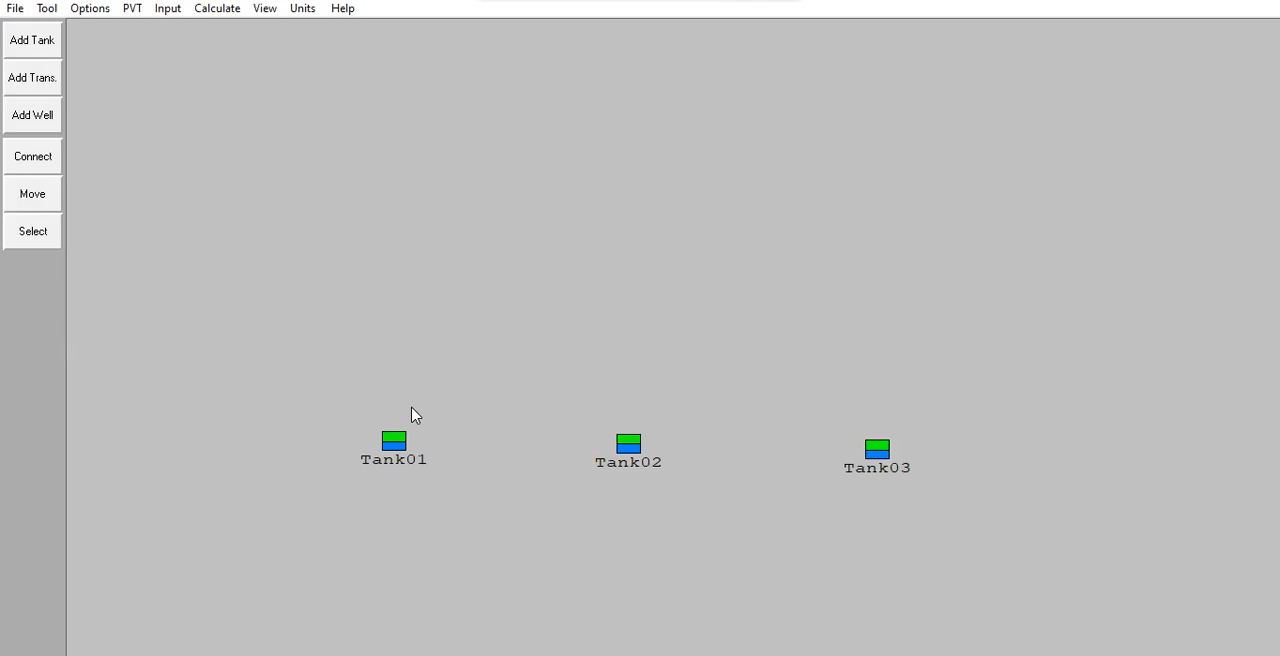 File Tool Options PVT Input Calculate View Units Help
Add Tank
Add Trans.
Add Well
Connect
Move
Select
Tank01 Tank02 Tank03